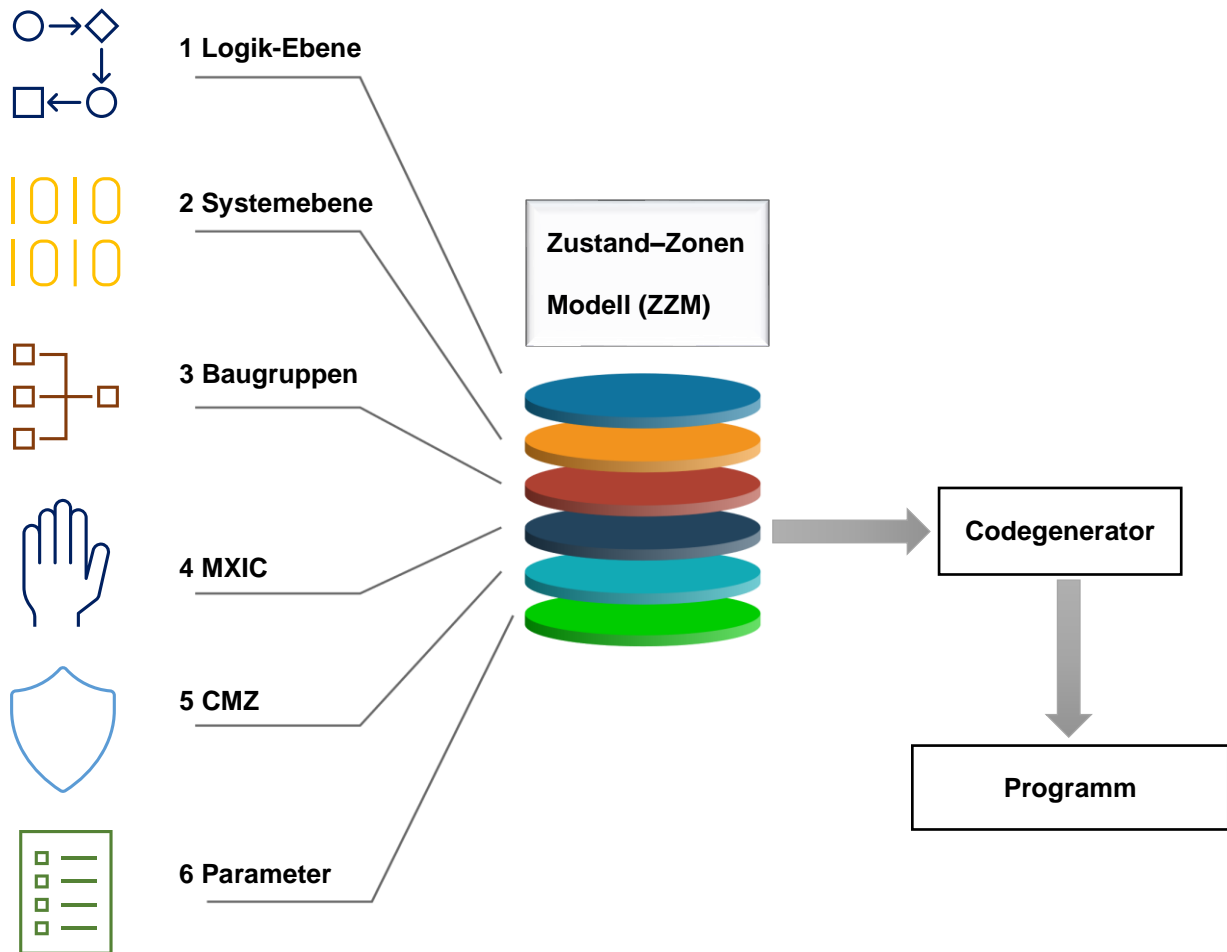 1 Logik-Ebene
2 Systemebene
Zustand–Zonen
Modell (ZZM)
3 Baugruppen
Codegenerator
4 MXIC
5 CMZ
Programm
6 Parameter